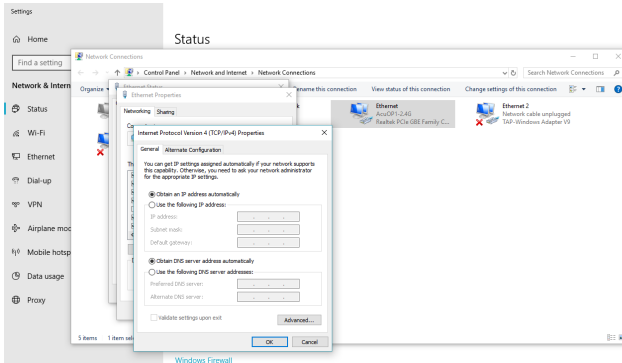 Settings
Home
Status
Find a setting
Network & Intern
Status
Wi-Fi
Ethernet
Dial-up
VPN
Airplane mod
Mobile hotsp
Data usage
Proxy
Network Connections
Control Panel > Network and Internet > Network Connections
Search Network Connections
Organize
Ethernet Status
ename this connection
View status of this connection
Change settings of this connection
Ethernet Properties
Networking
Sharing
Ethernet
AcuOP1-2.4G
Realtek PCIe GBE Family C...
Ethernet 2
Network cable unplugged
TAP-Windows Adapter V9
Internet Protocol Version 4 (TCP/IPv4) Properties
General
Alternate Configuration
You can get IP settings assigned automatically if your network supports
this capability. Otherwise, you need to ask your network administrator
for the appropriate IP settings.
Obtain an IP address automatically
Use the following IP address:
IP address:
Subnet mask:
Default gateway:
Obtain DNS server address automatically
Use the following DNS server addresses:
Preferred DNS server:
Alternate DNS server:
Validate settings upon exit
Advanced...
OK
Cancel
5 items
1 item sel
Windows Firewall